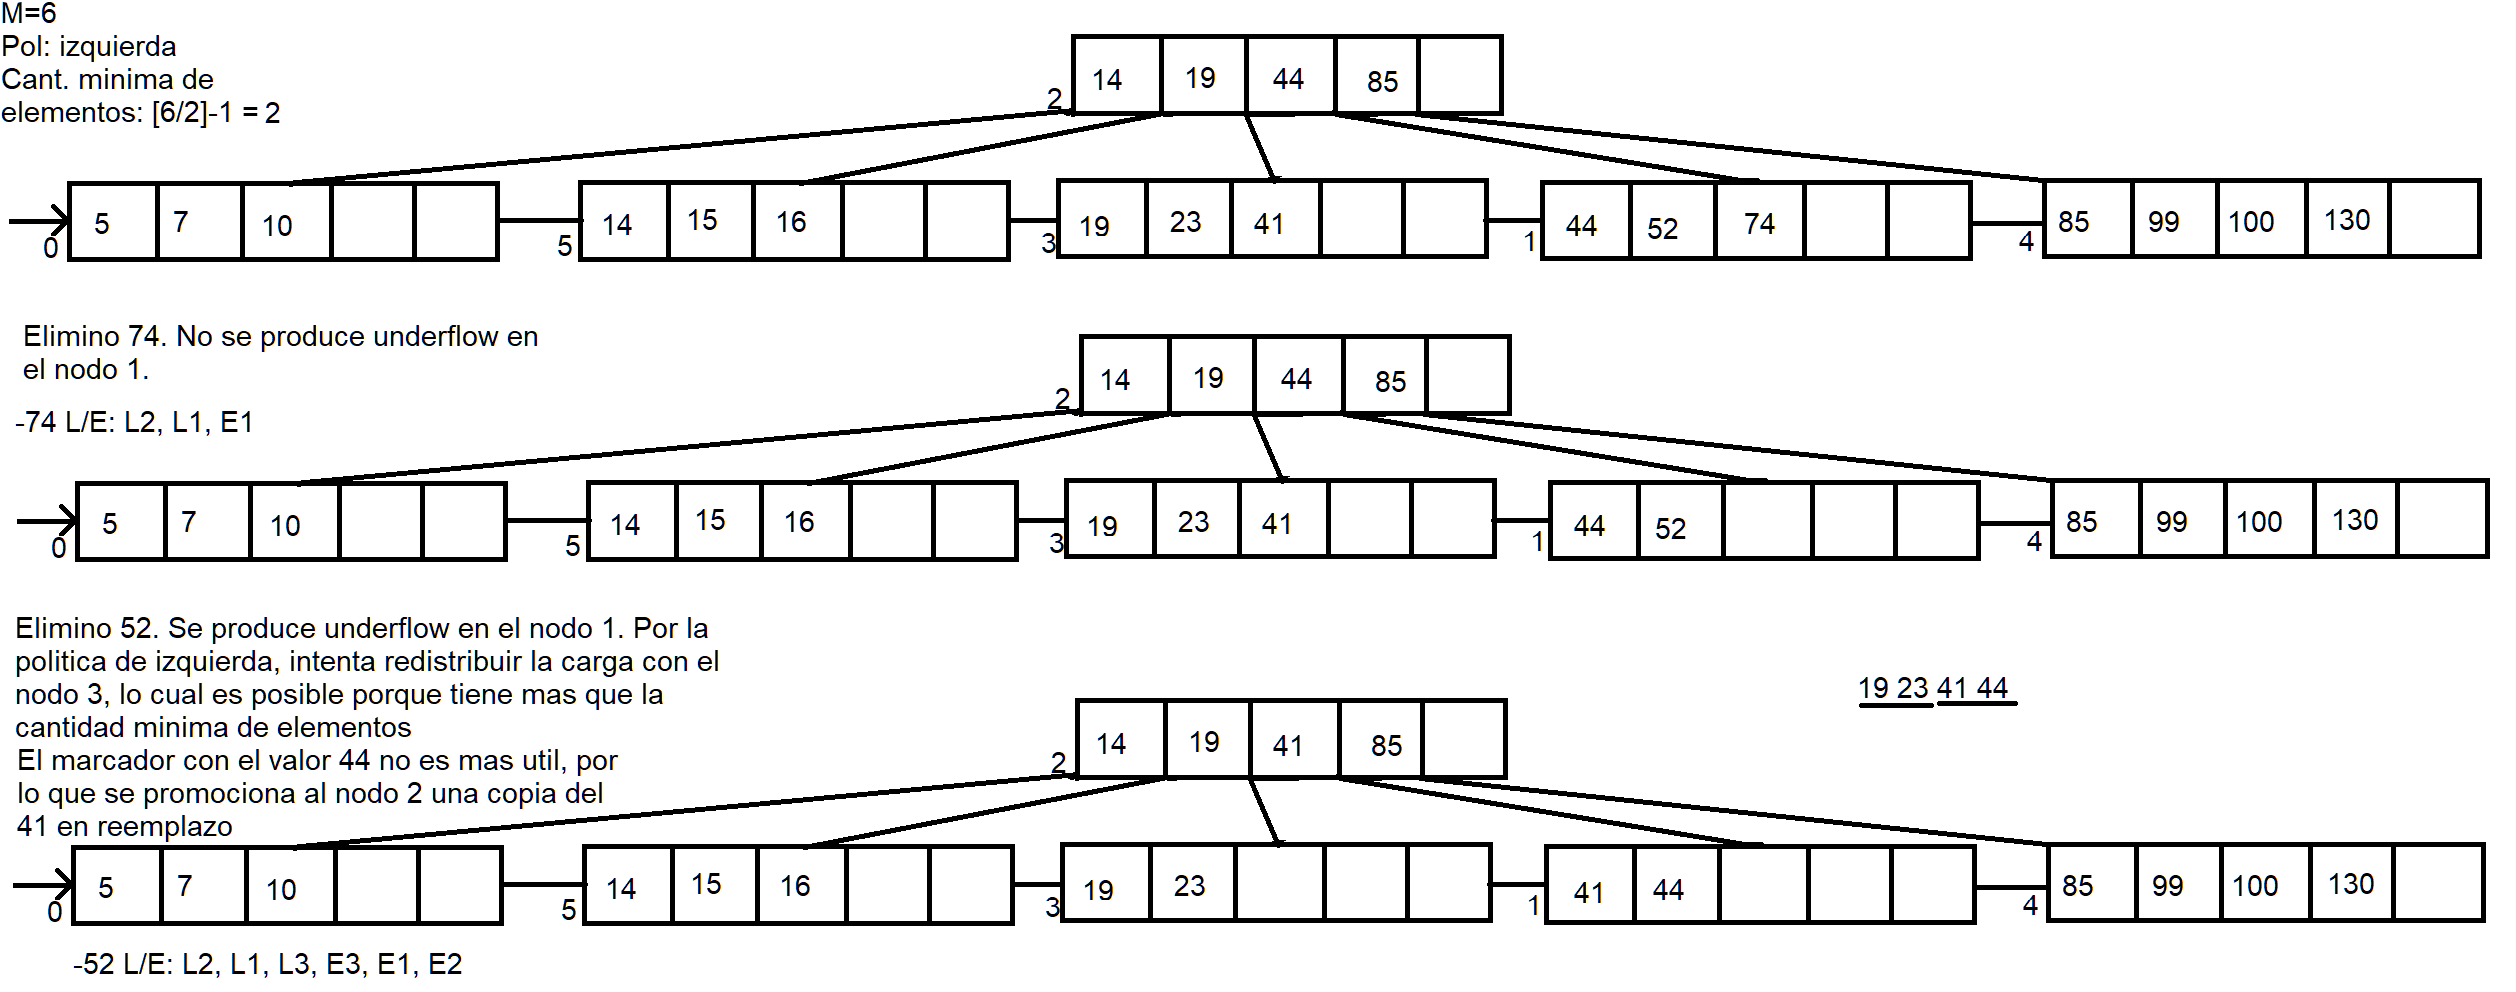 M=6
Pol: izquierda
Cant. minima de
elementos: [6/2]-1 = 2
14 19 44 85
2
5 7 10 14 15 16 19 23 41 44 52 74 85 99 100 130
0 5 3 1 4
Elimino 74. No se produce underflow en
el nodo 1.
-74 L/E: L2, L1, E1
14 19 44 85
2
5 7 10 14 15 16 19 23 41 44 52 85 99 100 130
0 5 3 1 4
Elimino 52. Se produce underflow en el nodo 1. Por la
politica de izquierda, intenta redistribuir la carga con el
nodo 3, lo cual es posible porque tiene mas que la
cantidad minima de elementos
El marcador con el valor 44 no es mas util, por
lo que se promociona al nodo 2 una copia del
41 en reemplazo
19 23 41 44
14 19 41 85
2
5 7 10 14 15 16 19 23 41 44 85 99 100 130
0 5 3 1 4
-52 L/E: L2, L1, L3, E3, E1, E2